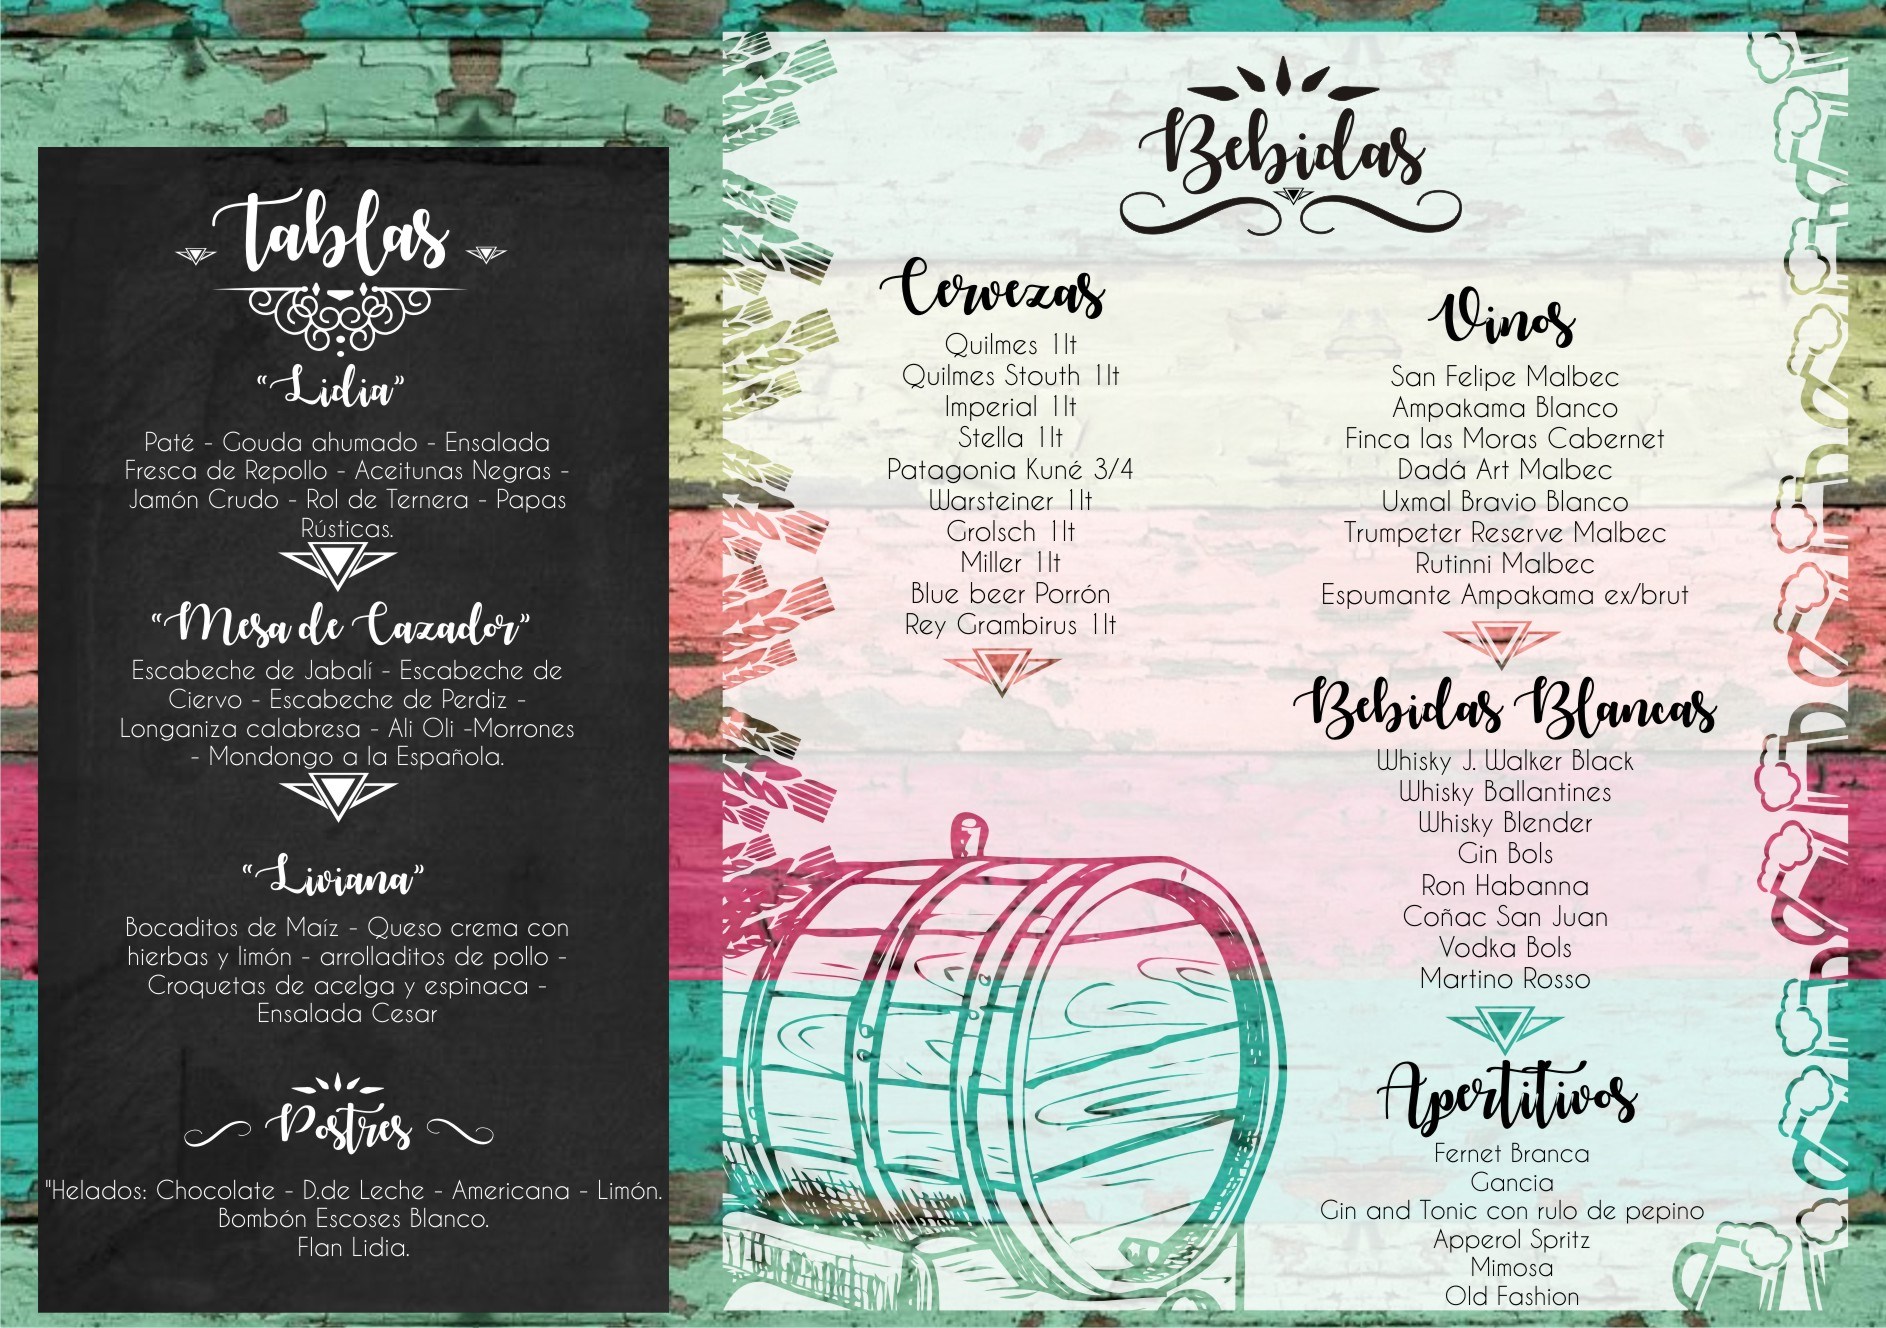 Tablas
"Lidia"
Paté - Gouda ahumado - Ensalada
Fresca de Repollo - Aceitunas Negras -
Jamón Crudo - Rol de Ternera - Papas
Rústicas.
"Mesa de Cazador"
Escabeche de Jabalí - Escabeche de
Ciervo - Escabeche de Perdiz -
Longaniza calabresa - Ali Oli -Morrones
- Mondongo a la Española.
"Liviana"
Bocaditos de Maíz - Queso crema con
hierbas y limón - arrolladitos de pollo -
Croquetas de acelga y espinaca -
Ensalada Cesar
Postres
"Helados: Chocolate - D.de Leche - Americana - Limón.
Bombón Escoses Blanco.
Flan Lidia.
Bebidas
Cervezas
Quilmes 1lt
Quilmes Stouth 1lt
Imperial 1lt
Stella 1lt
Patagonia Kuné 3/4
Warsteiner 1lt
Grolsch 1lt
Miller 1lt
Blue beer Porrón
Rey Grambirus 1lt
Vinos
San Felipe Malbec
Ampakama Blanco
Finca las Moras Cabernet
Dadá Art Malbec
Uxmal Bravio Blanco
Trumpeter Reserve Malbec
Rutinni Malbec
Espumante Ampakama ex/brut
Bebidas Blancas
Whisky J. Walker Black
Whisky Ballantines
Whisky Blender
Gin Bols
Ron Habanna
Coñac San Juan
Vodka Bols
Martino Rosso
Apertitivos
Fernet Branca
Gancia
Gin and Tonic con rulo de pepino
Apperol Spritz
Mimosa
Old Fashion